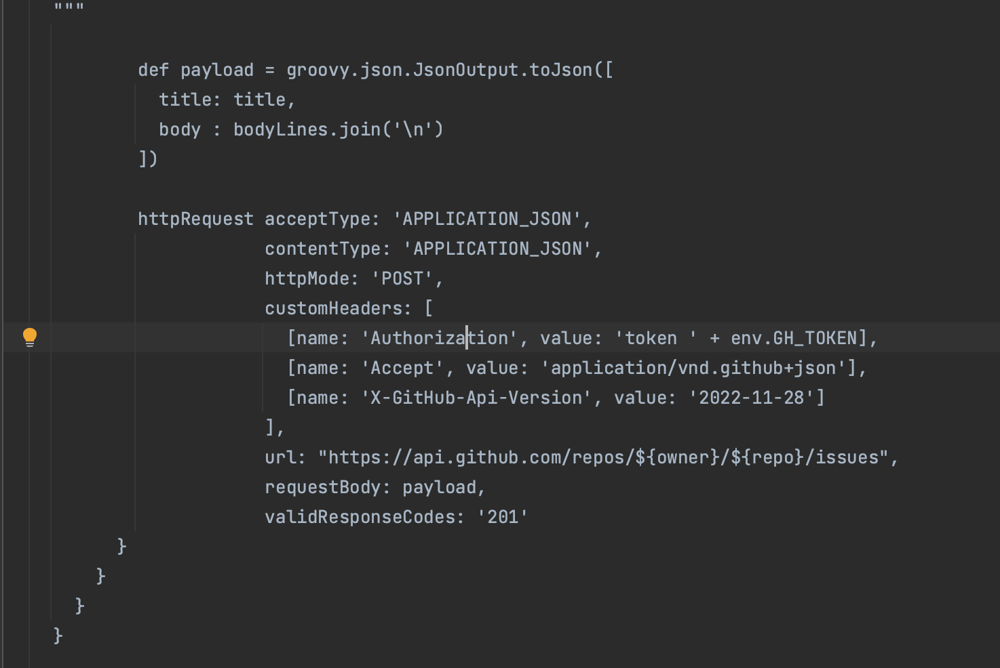 """
def payload = groovy.json.JsonOutput.toJson([
title: title,
body : bodyLines.join('\n')
])
httpRequest acceptType: 'APPLICATION_JSON',
contentType: 'APPLICATION_JSON',
httpMode: 'POST',
customHeaders: [
[name: 'Authorization', value: 'token ' + env.GH_TOKEN],
[name: 'Accept', value: 'application/vnd.github+json'],
[name: 'X-GitHub-Api-Version', value: '2022-11-28']
],
url: "https://api.github.com/repos/${owner}/${repo}/issues",
requestBody: payload,
validResponseCodes: '201'
}
}
}
}